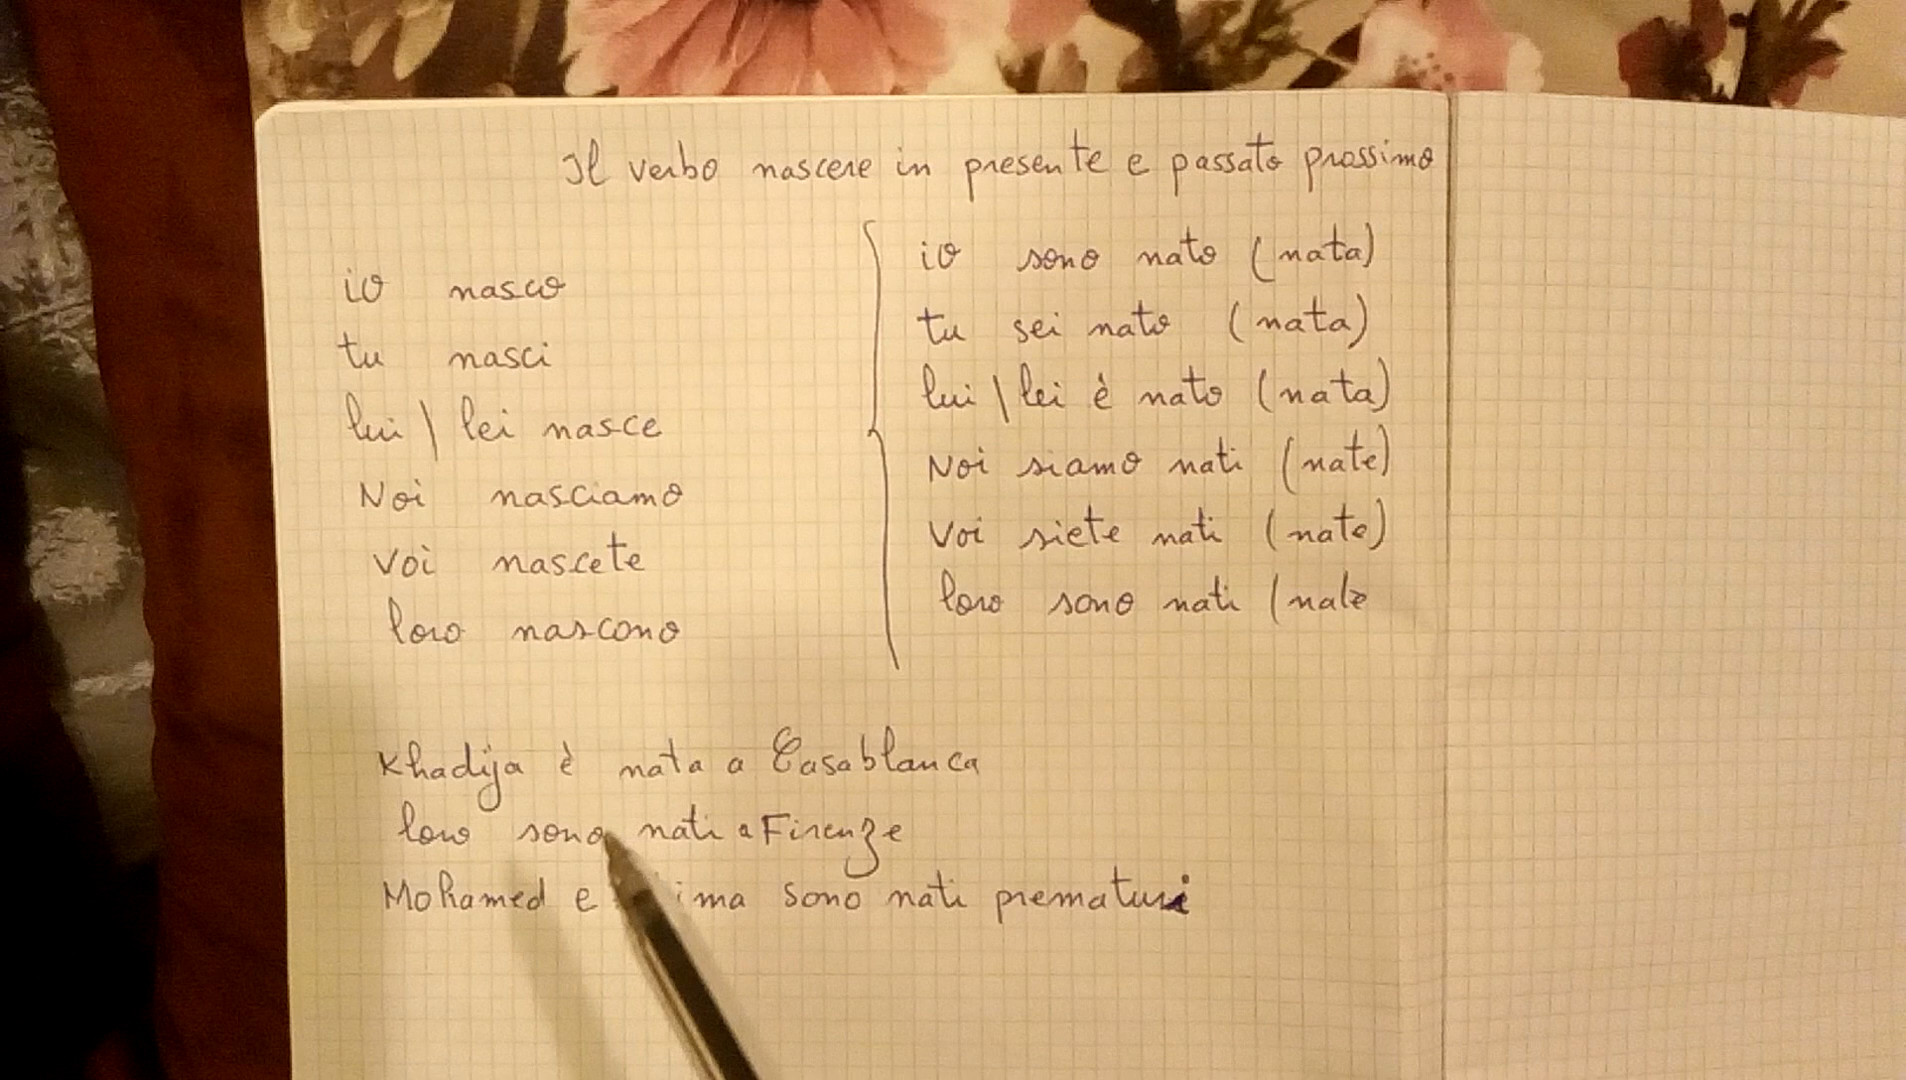 Il verbo nascere in presente e passato prossimo
io nasco
tu nasci
lui | lei nasce
Noi nasciamo
Voi nascete
loro nascono
io sono nato (nata)
tu sei nato (nata)
lui | lei è nato (nata)
Noi siamo nati (nate)
Voi siete nati (nate)
loro sono nati (nate
Khadija è nata a Casablanca
loro sono nati a Firenze
Mohamed e sono nati prematuri